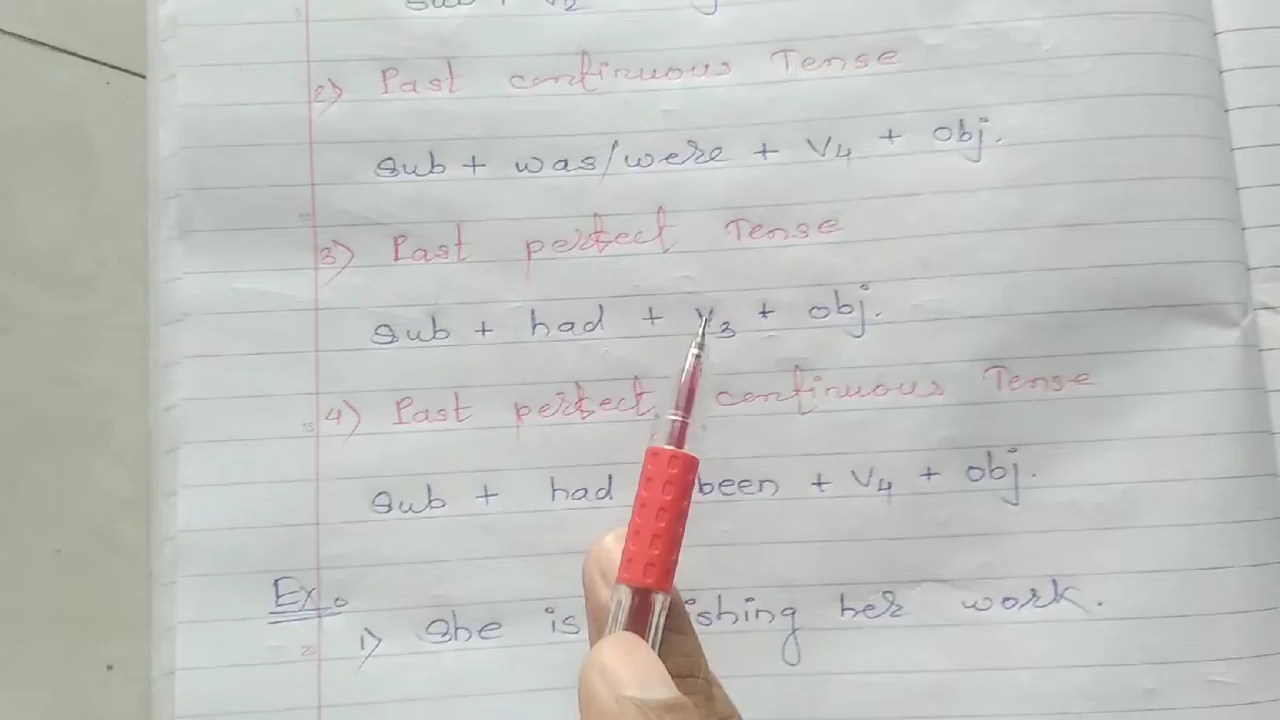 2) Past continuous Tense
sub + was/were + V4 + obj.
3) Past perfect Tense
sub + had + V3 + obj.
4) Past perfect continuous Tense
sub + had been + V4 + obj.
Ex.
1) She is her work.